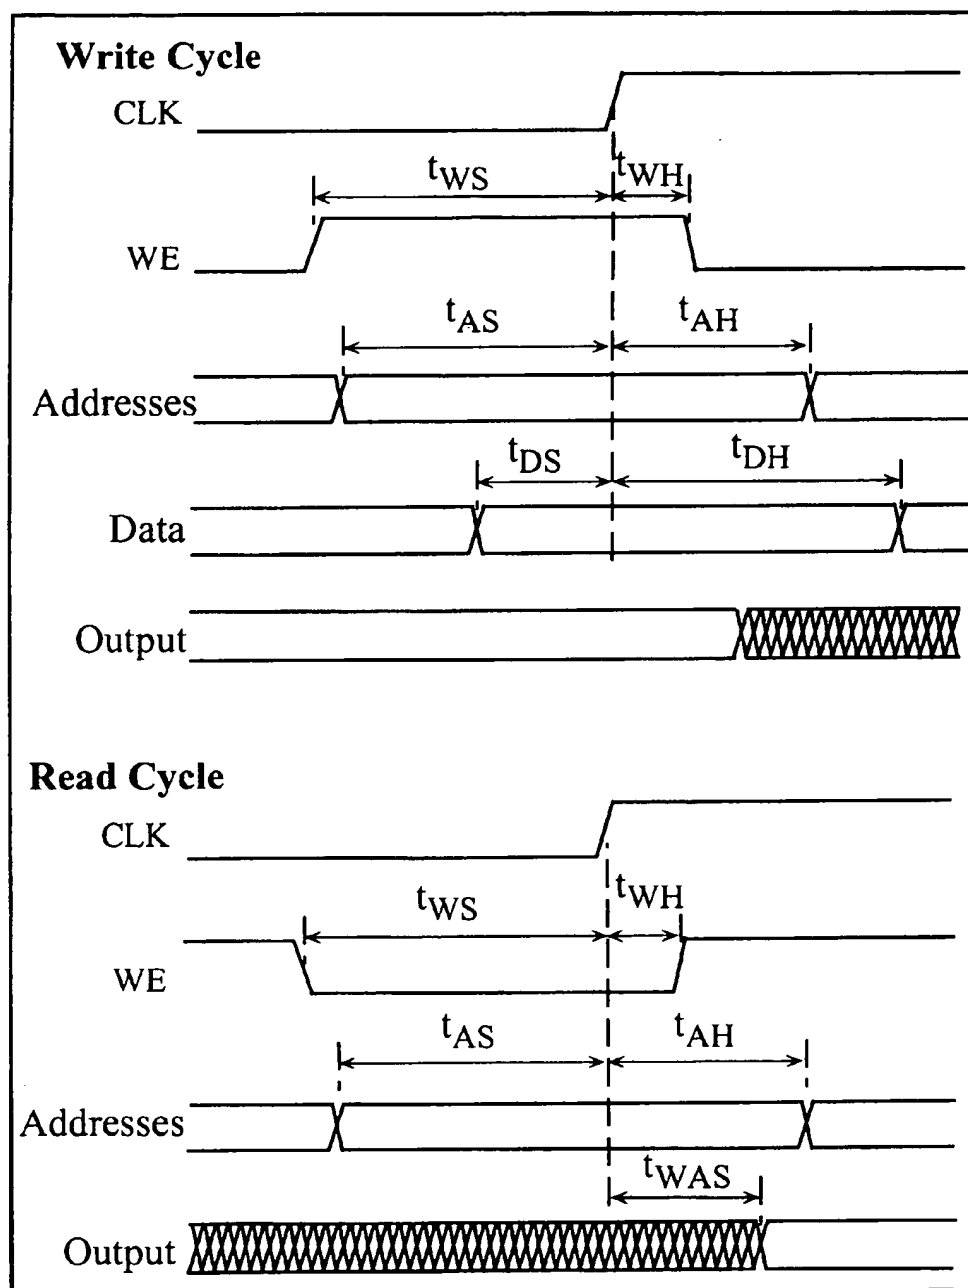 Write Cycle
CLK
tWS
tWH
WE
tAS
tAH
Addresses
tDS
tDH
Data
Output
Read Cycle
CLK
tWS
tWH
WE
tAS
tAH
Addresses
tWAS
Output